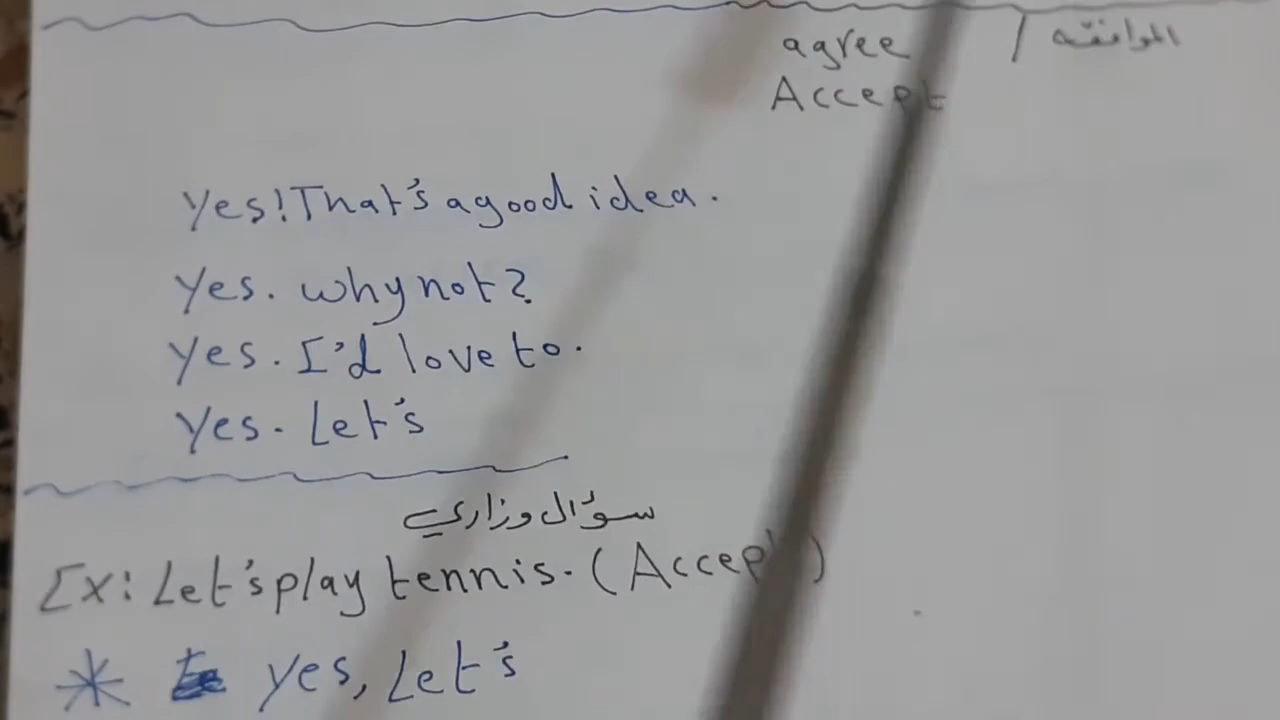 agree / الموافقه
Accept
Yes! That's a good idea.
Yes. why not?
Yes. I'd love to.
Yes. Let's
سؤال وزاري
Ex: Let's play tennis. (Accept)
* yes, Let's